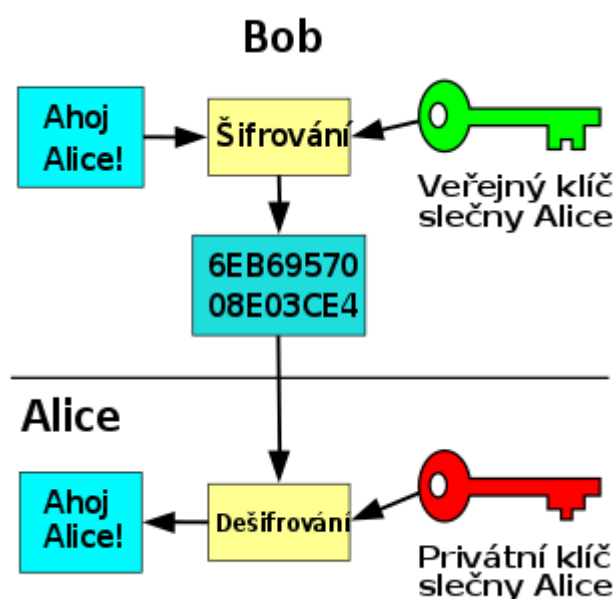 Bob
Ahoj
Alice!
Šifrování
Veřejný klíč
slečny Alice
6EB69570
08E03CE4
Alice
Ahoj
Alice!
Dešifrování
Privátní klíč
slečny Alice